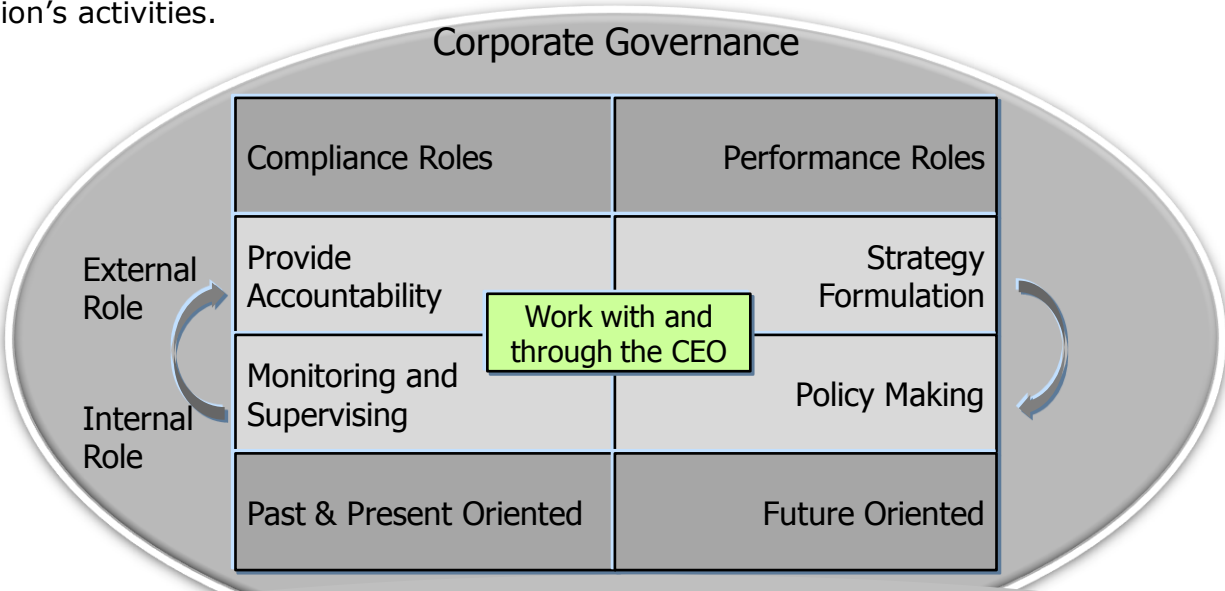 ion's activities.
Corporate Governance
Compliance Roles
Performance Roles
External
Role
Provide
Accountability
Strategy
Formulation
Work with and
through the CEO
Internal
Role
Monitoring and
Supervising
Policy Making
Past & Present Oriented
Future Oriented